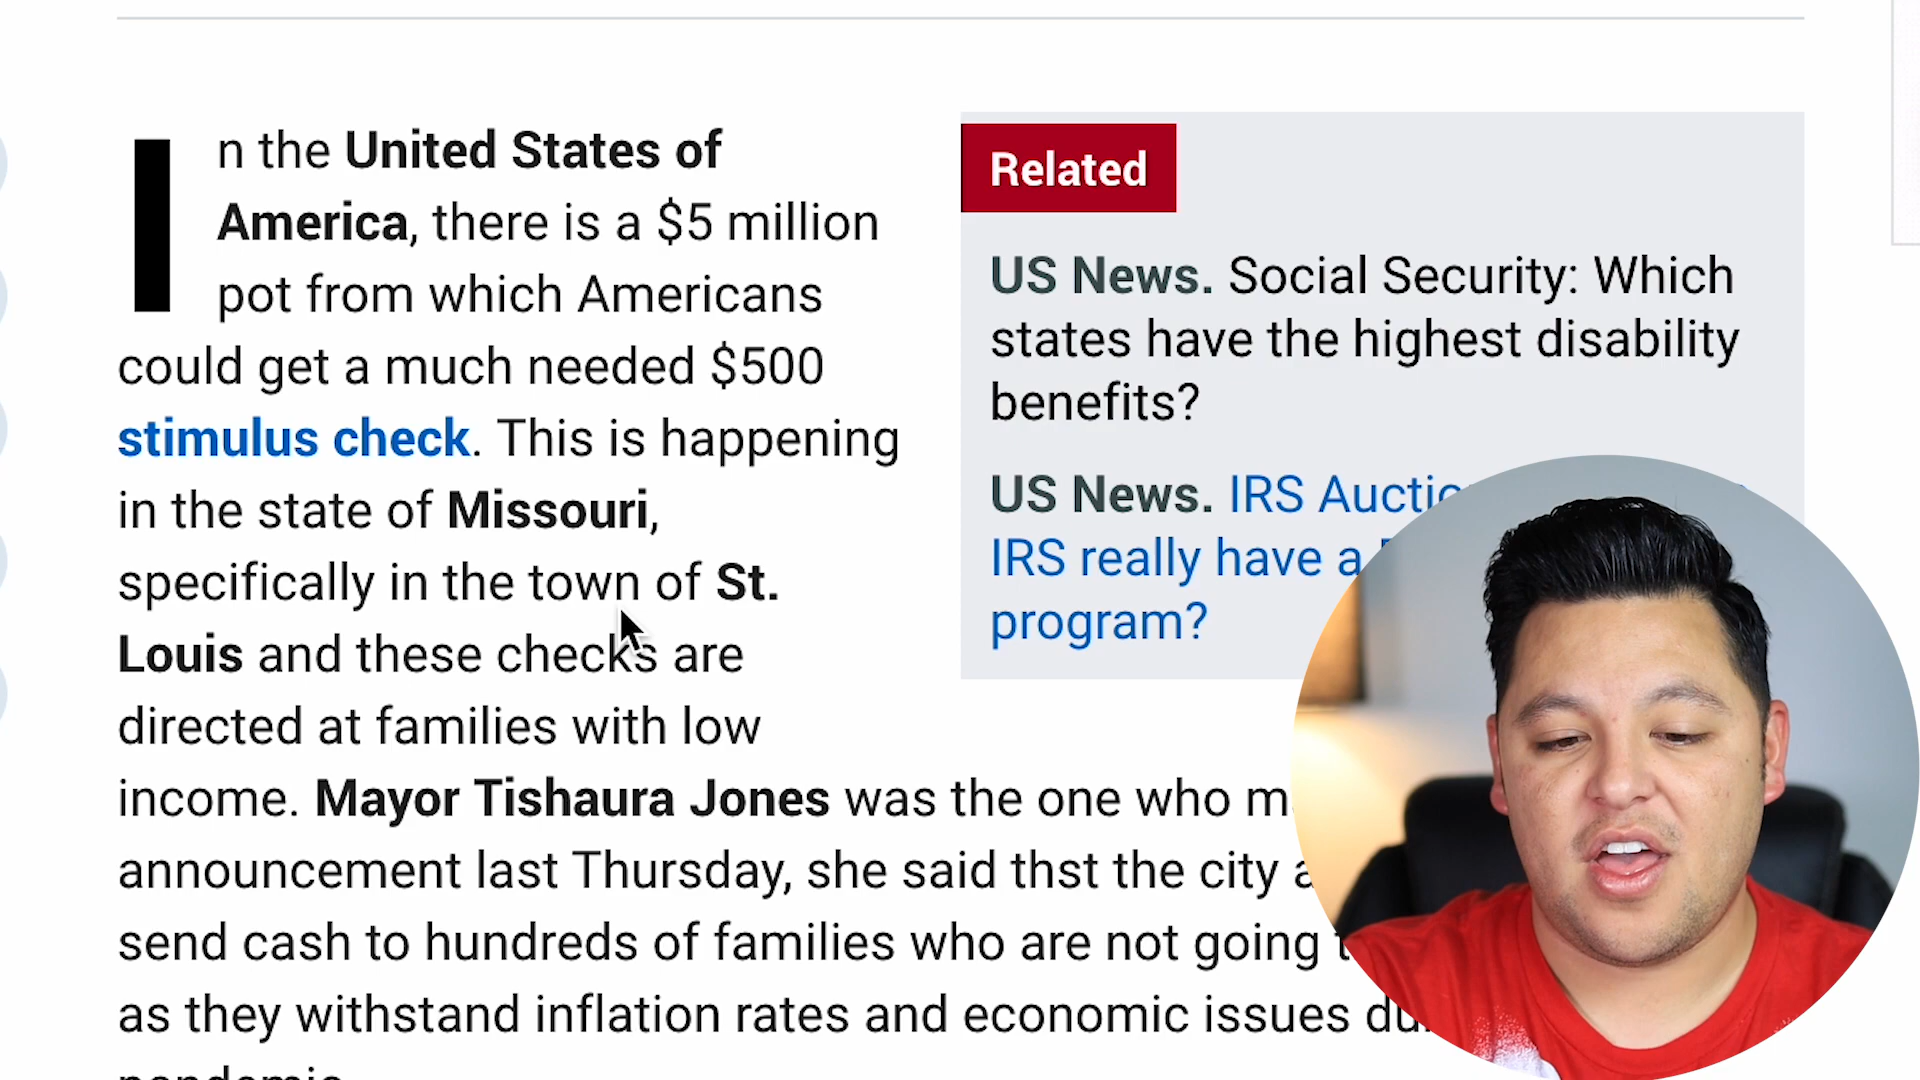 In the United States of
America, there is a $5 million
pot from which Americans
could get a much needed $500
stimulus check. This is happening
in the state of Missouri,
specifically in the town of St.
Louis and these checks are
directed at families with low
income. Mayor Tishaura Jones was the one who
announcement last Thursday, she said thst the city
send cash to hundreds of families who are not going
as they withstand inflation rates and economic issues
Related
US News. Social Security: Which
states have the highest disability
benefits?
US News. IRS
IRS really have a
program?